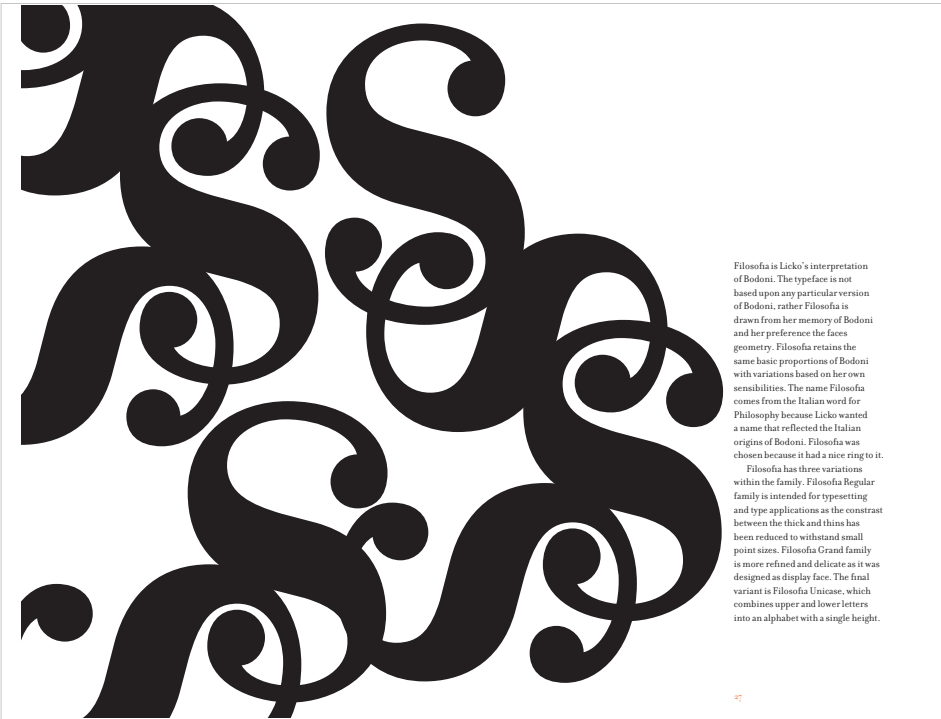 Filosofia is Licko's interpretation
of Bodoni. The typeface is not
based upon any particular version
of Bodoni, rather Filosofia is
drawn from her memory of Bodoni
and her preference the faces
geometry. Filosofia retains the
same basic proportions of Bodoni
with variations based on her own
sensibilities. The name Filosofia
comes from the Italian word for
Philosophy because Licko wanted
a name that reflected the Italian
origins of Bodoni. Filosofia was
chosen because it had a nice ring to it.
Filosofia has three variations
within the family. Filosofia Regular
family is intended for typesetting
and type applications as the constrast
between the thick and thins has
been reduced to withstand small
point sizes. Filosofia Grand family
is more refined and delicate as it was
designed as display face. The final
variant is Filosofia Unicase, which
combines upper and lower letters
into an alphabet with a single height.
27